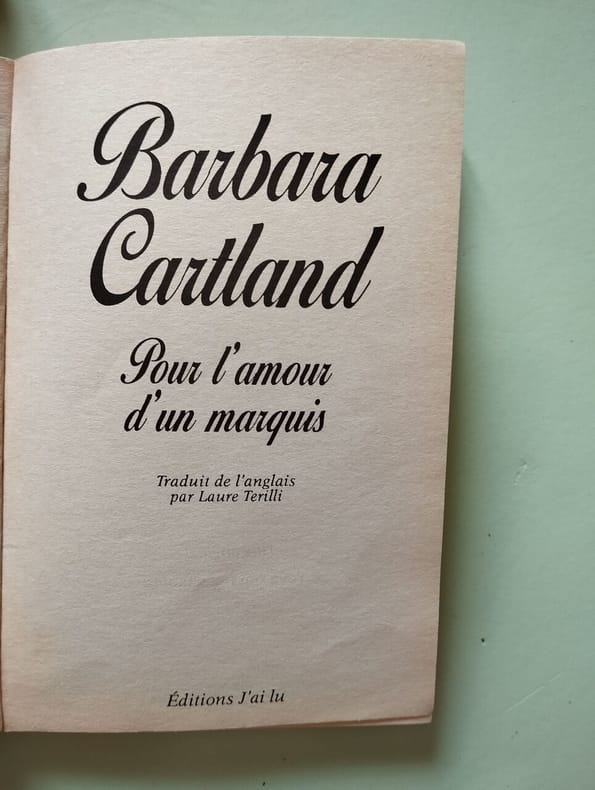 Barbara
Cartland
Pour l'amour
d'un marquis
Traduit de l'anglais
par Laure Terilli
Éditions J'ai lu